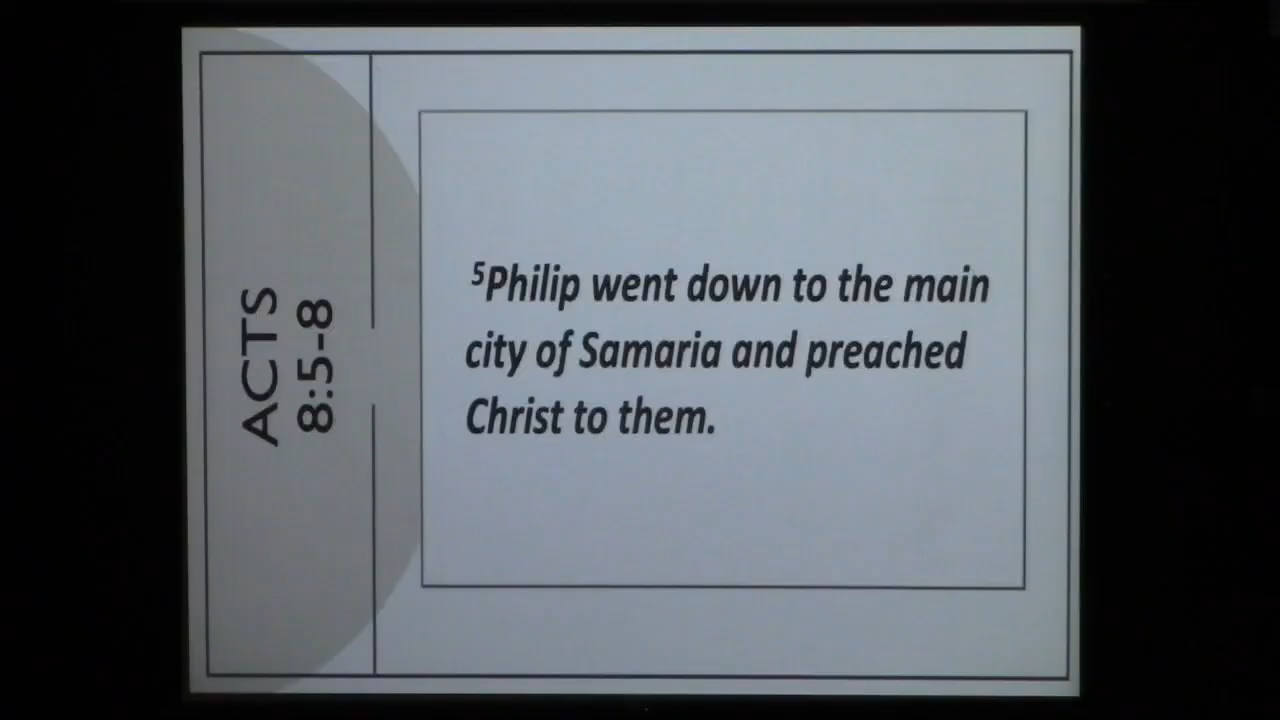 ACTS
8:5-8
⁵Philip went down to the main
city of Samaria and preached
Christ to them.